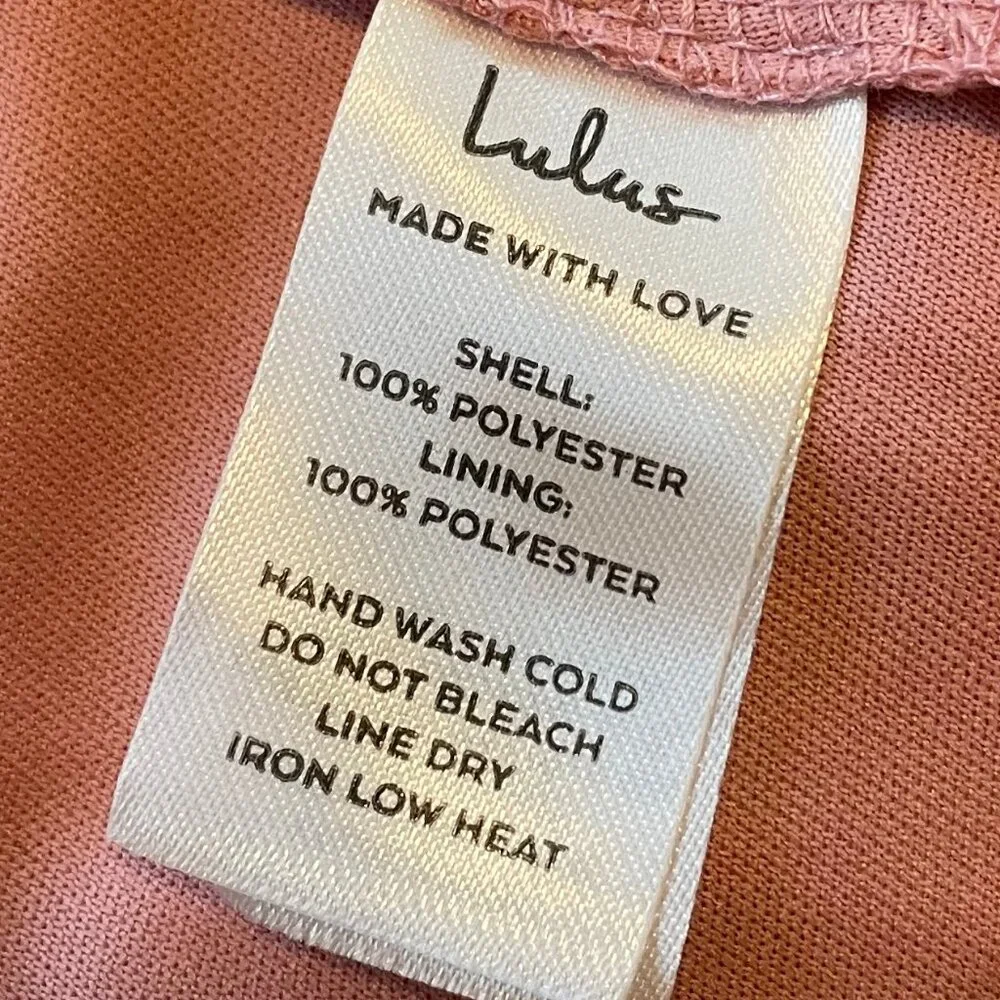 Lulus
MADE WITH LOVE
SHELL:
100% POLYESTER
LINING:
100% POLYESTER
HAND WASH COLD
DO NOT BLEACH
LINE DRY
IRON LOW HEAT